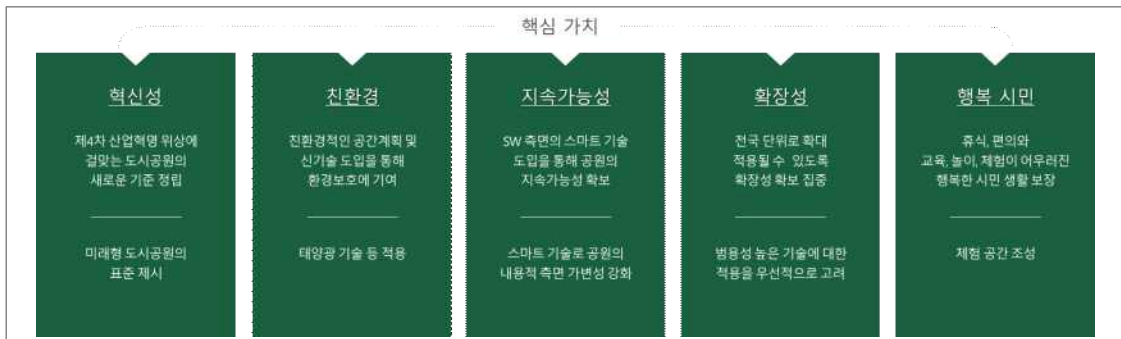 핵심 가치
혁신성
제4차 산업혁명 위상에
걸맞는 도시공원의
새로운 기준 정립
미래형 도시공원의
표준 제시
친환경
친환경적인 공간계획 및
신기술 도입을 통해
환경보호에 기여
태양광 기술 등 적용
지속가능성
SW 측면의 스마트 기술
도입을 통해 공원의
지속가능성 확보
스마트 기술로 공원의
내용적 측면 가변성 강화
확장성
전국 단위로 확대
적용될 수 있도록
확장성 확보 집중
범용성 높은 기술에 대한
적용을 우선적으로 고려
행복 시민
휴식, 편의와
교육, 놀이, 체험이 어우러진
행복한 시민 생활 보장
체험 공간 조성